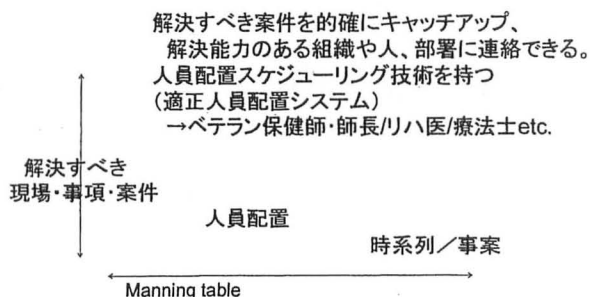 解決すべき案件を的確にキャッチアップ、
解決能力のある組織や人、部署に連絡できる。
人員配置スケジューリング技術を持つ
（適正人員配置システム）
→ベテラン保健師・師長/リハ医/療法士etc.
解決すべき
現場・事項・案件
人員配置
時系列／事案
Manning table